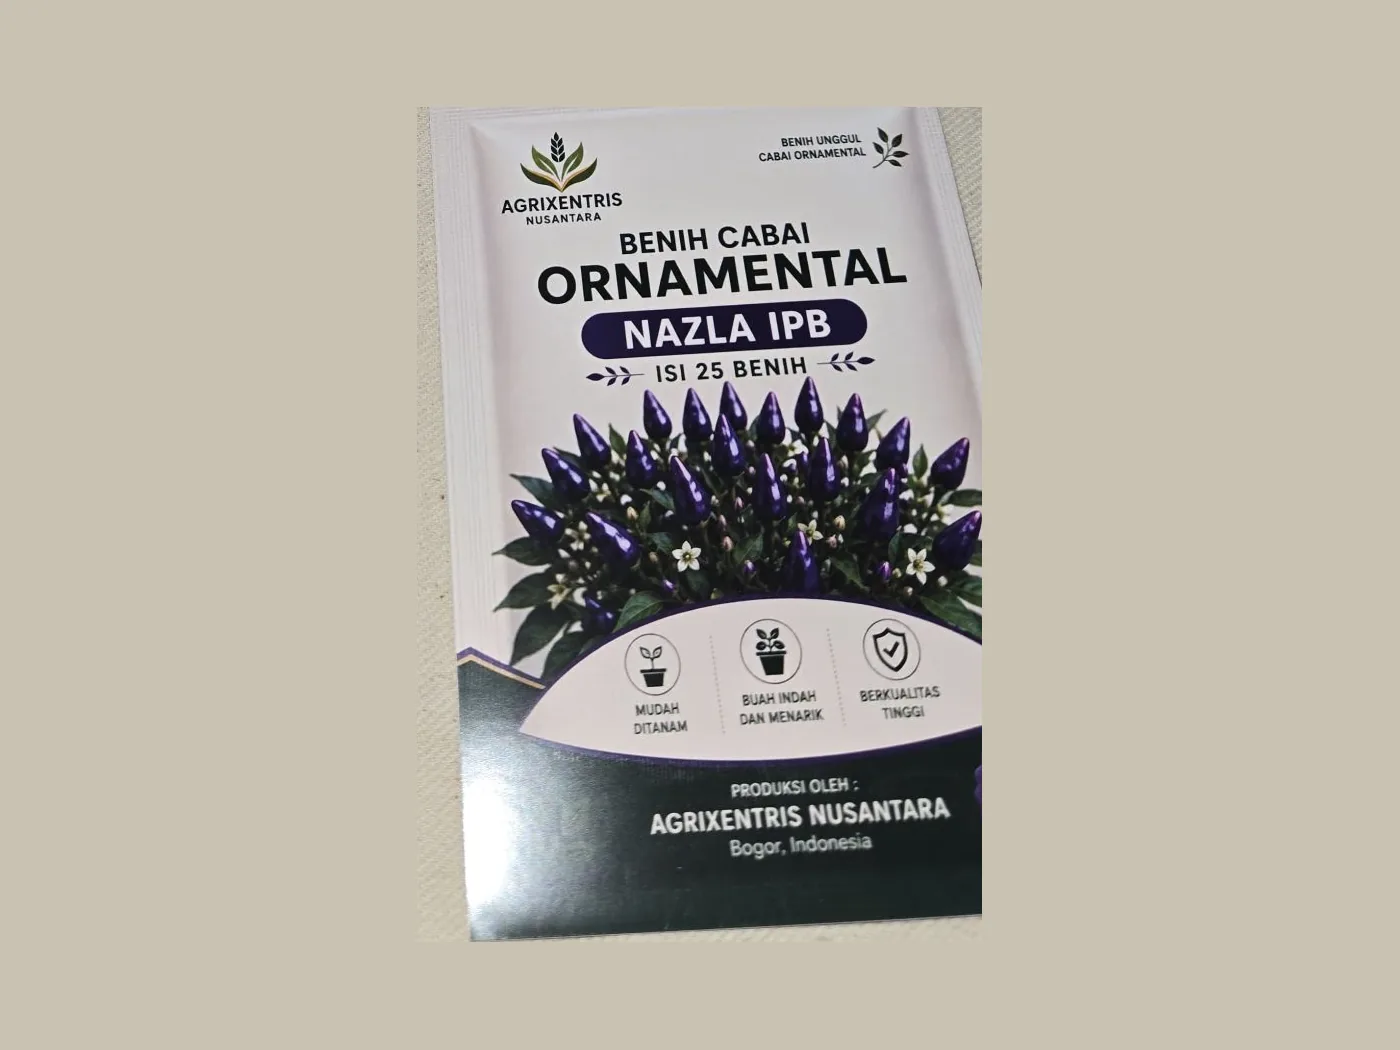 AGRIXENTRIS
NUSANTARA
BENIH UNGGUL
CABAI ORNAMENTAL
BENIH CABAI
ORNAMENTAL
NAZLA IPB
ISI 25 BENIH
MUDAH
DITANAM
BUAH INDAH
DAN MENARIK
BERKUALITAS
TINGGI
PRODUKSI OLEH :
AGRIXENTRIS NUSANTARA
Bogor, Indonesia